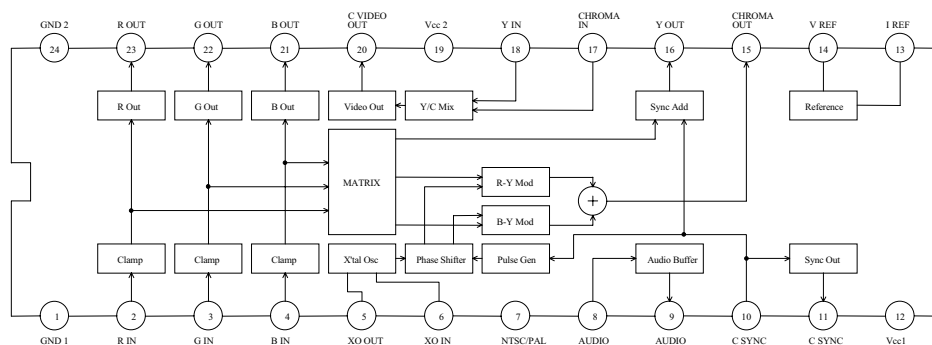 GND 2
R OUT
G OUT
B OUT
C VIDEO
OUT
Vcc 2
Y IN
CHROMA
IN
Y OUT
CHROMA
OUT
V REF
I REF
24
23
22
21
20
19
18
17
16
15
14
13
R Out
G Out
B Out
Video Out
Y/C Mix
Sync Add
Reference
MATRIX
R-Y Mod
B-Y Mod
Clamp
Clamp
Clamp
X'tal Osc
Phase Shifter
Pulse Gen
Audio Buffer
Sync Out
1
2
3
4
5
6
7
8
9
10
11
12
GND 1
R IN
G IN
B IN
XO OUT
XO IN
NTSC/PAL
AUDIO
AUDIO
C SYNC
C SYNC
Vcc1